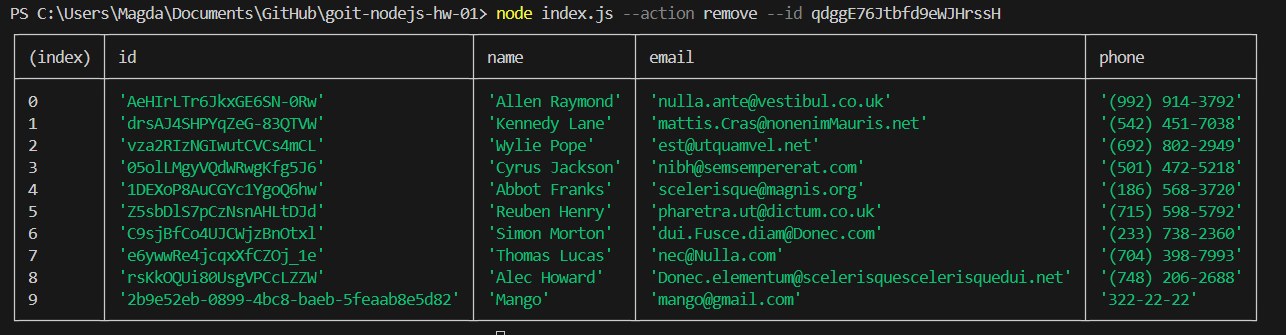 PS C:\Users\Magda\Documents\GitHub\goit-nodejs-hw-01> node index.js --action remove --id qdggE76Jtbfd9eWJHrssH
(index) id name email phone
0 'AeHIrLTr6JkxGE6SN-0Rw' 'Allen Raymond' 'nulla.ante@vestibul.co.uk' '(992) 914-3792'
1 'drsAJ4SHPYqZeG-83QTVW' 'Kennedy Lane' 'mattis.Cras@nonenimMauris.net' '(542) 451-7038'
2 'vza2RIzNGIwutCVCs4mCL' 'Wylie Pope' 'est@utquamvel.net' '(692) 802-2949'
3 '05olLMgyVQdWRwgKfg5J6' 'Cyrus Jackson' 'nibh@semsempererat.com' '(501) 472-5218'
4 '1DEXoP8AuCGYc1YgoQ6hw' 'Abbot Franks' 'scelerisque@magnis.org' '(186) 568-3720'
5 'Z5sbDlS7pCzNsnAHLtDJd' 'Reuben Henry' 'pharetra.ut@dictum.co.uk' '(715) 598-5792'
6 'C9sjBfCo4UJCWjzBnOtxl' 'Simon Morton' 'dui.Fusce.diam@Donec.com' '(233) 738-2360'
7 'e6ywwRe4jcqxXfCZOj_1e' 'Thomas Lucas' 'nec@Nulla.com' '(704) 398-7993'
8 'rsKkOQUi80UsgVPCcLZZW' 'Alec Howard' 'Donec.elementum@scelerisquescelerisquedui.net' '(748) 206-2688'
9 '2b9e52eb-0899-4bc8-baeb-5feaab8e5d82' 'Mango' 'mango@gmail.com' '322-22-22'